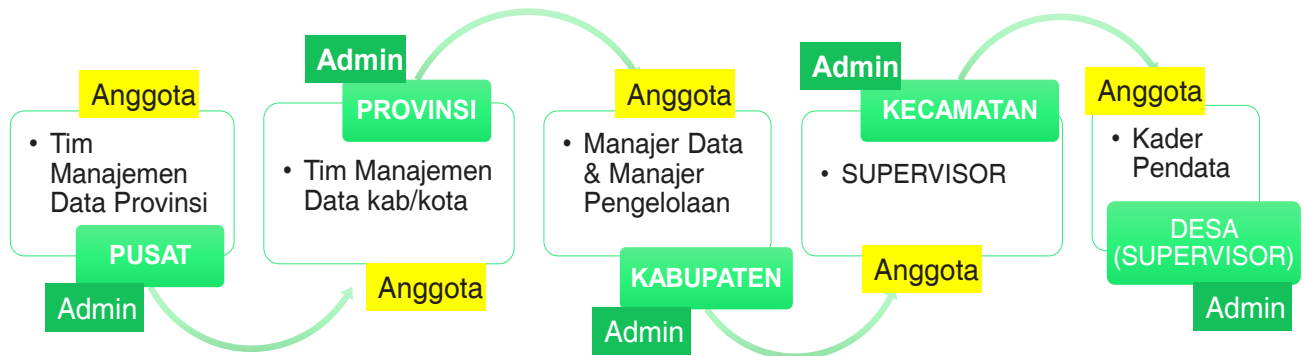 Anggota
• Tim
Manajemen
Data Provinsi
PUSAT
Admin
Admin
PROVINSI
• Tim Manajemen
Data kab/kota
Anggota
Anggota
• Manajer Data
& Manajer
Pengelolaan
KABUPATEN
Admin
Admin
KECAMATAN
• SUPERVISOR
Anggota
Anggota
• Kader
Pendata
DESA
(SUPERVISOR)
Admin